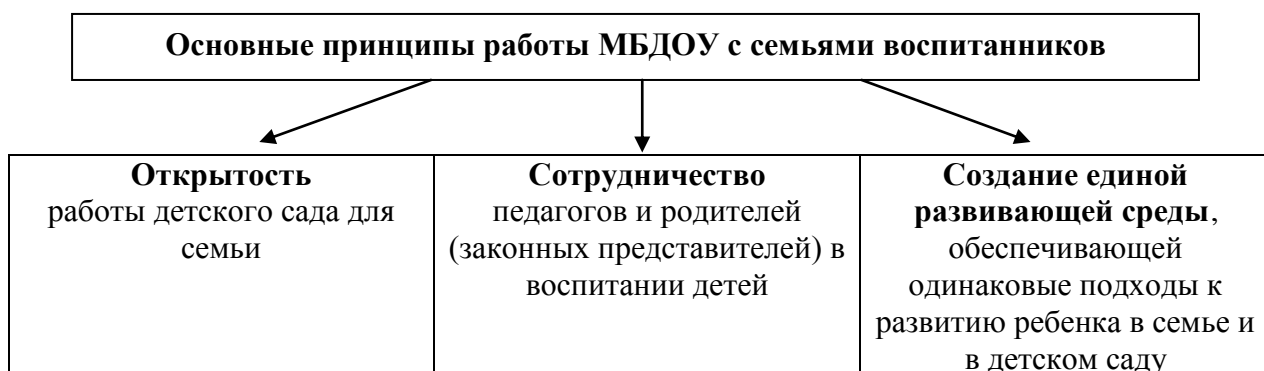 Основные принципы работы МБДОУ с семьями воспитанников
Открытость
работы детского сада для
семьи
Сотрудничество
педагогов и родителей
(законных представителей) в
воспитании детей
Создание единой
развивающей среды,
обеспечивающей
одинаковые подходы к
развитию ребенка в семье и
в детском саду